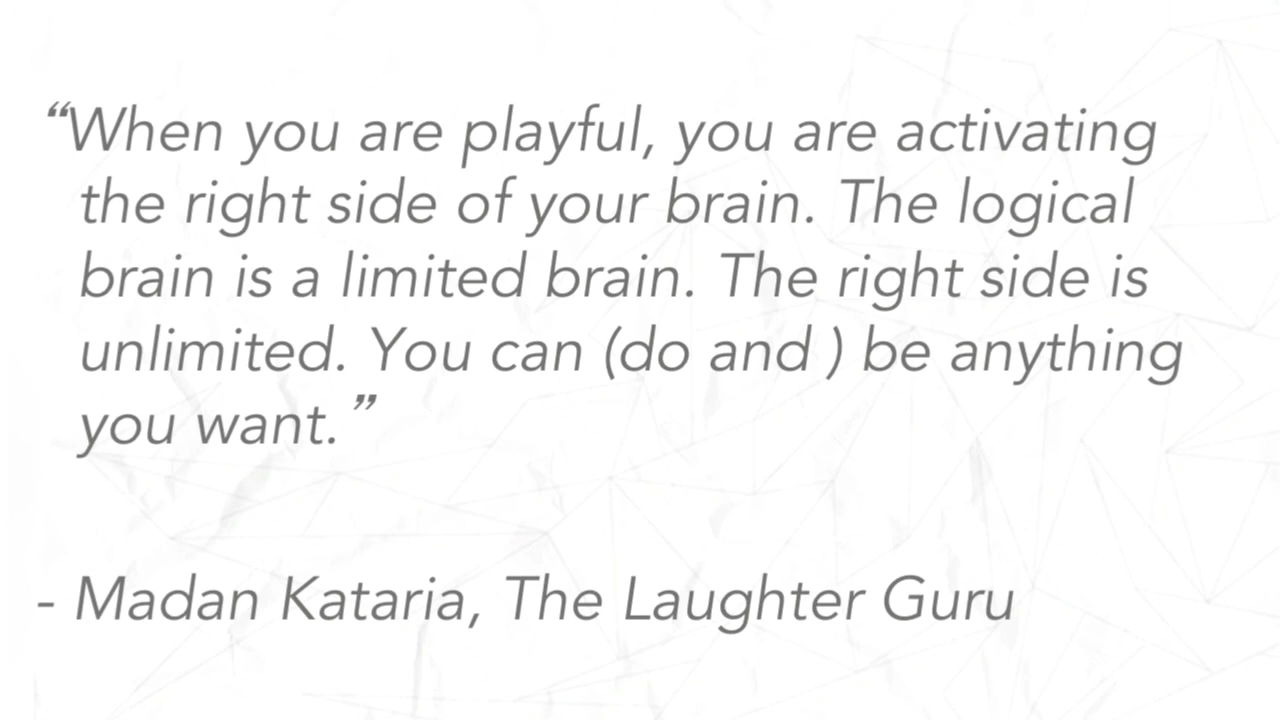 “When you are playful, you are activating
the right side of your brain. The logical
brain is a limited brain. The right side is
unlimited. You can (do and ) be anything
you want. ”
- Madan Kataria, The Laughter Guru